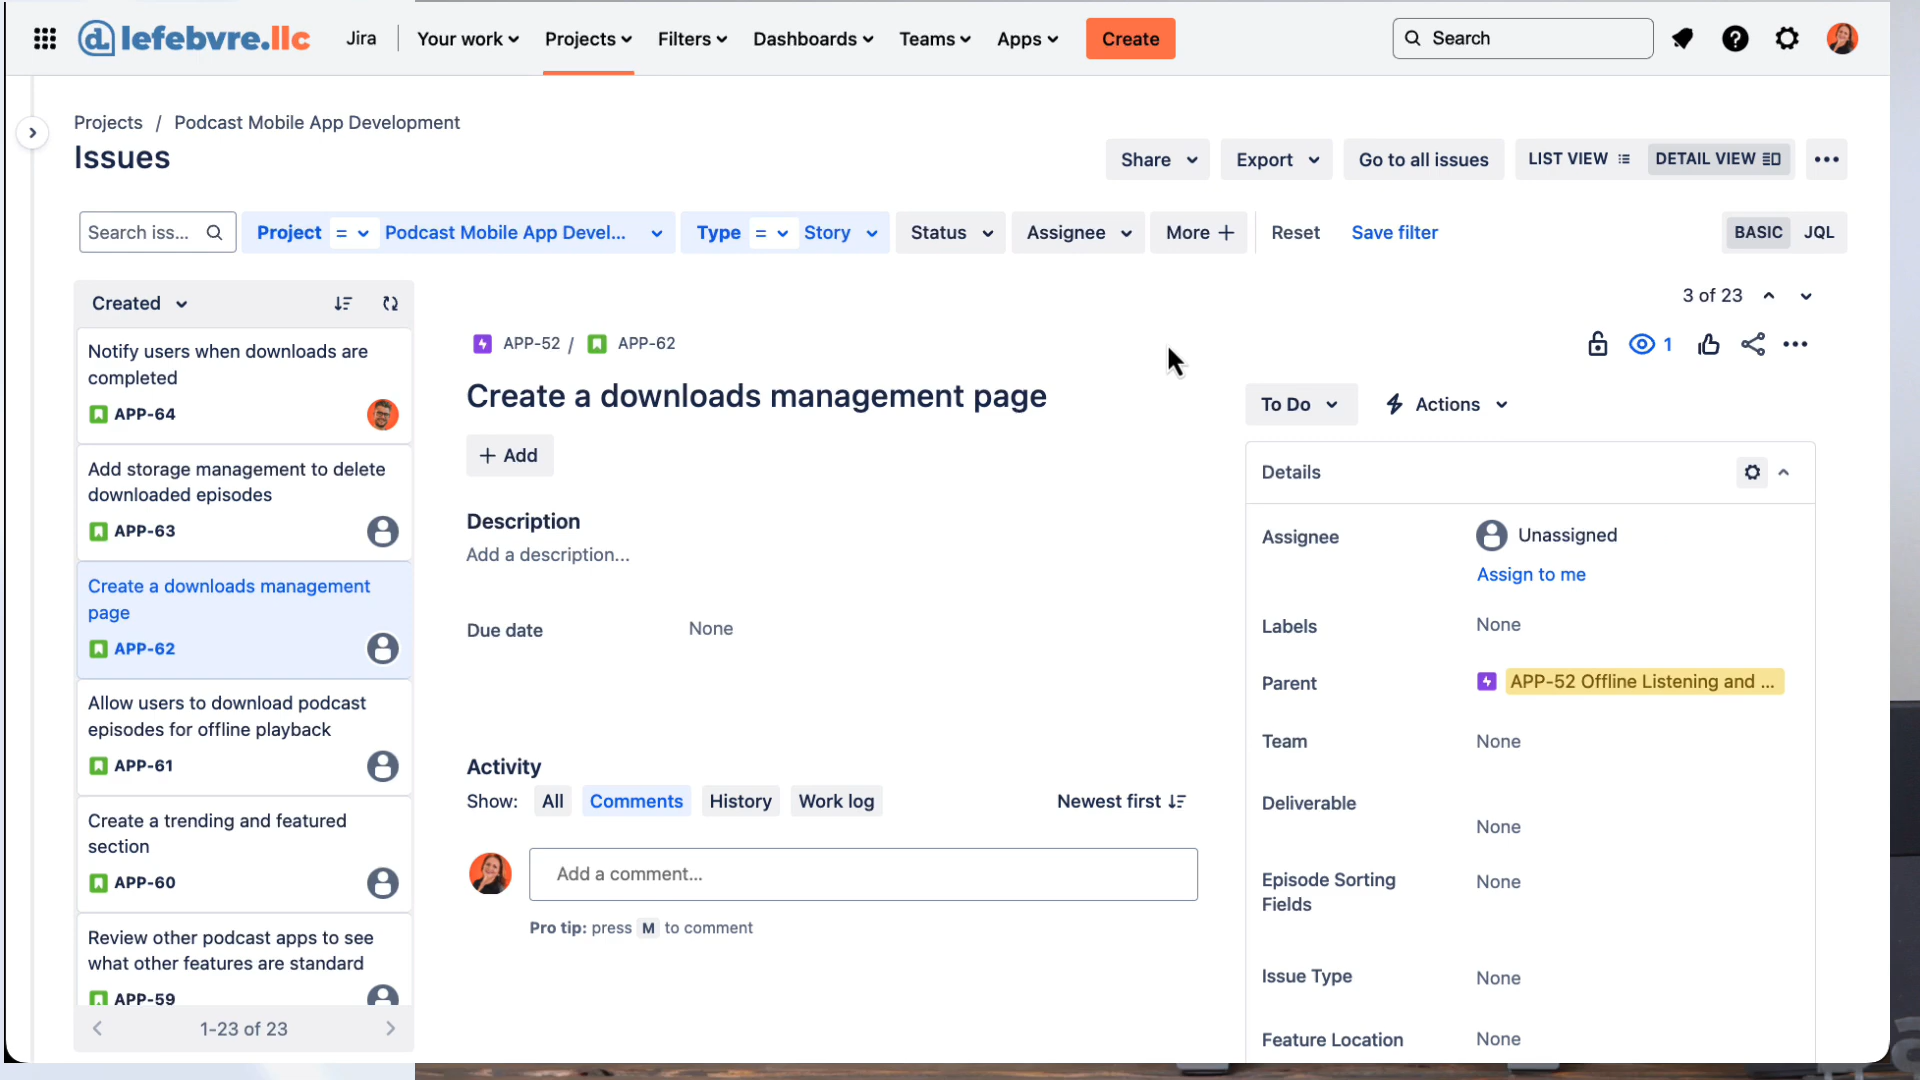 lefebvre.llc
Jira
Your work
Projects
Filters
Dashboards
Teams
Apps
Create
Search
Projects / Podcast Mobile App Development
Issues
Share
Export
Go to all issues
LIST VIEW
DETAIL VIEW
Search iss...
Project = Podcast Mobile App Devel...
Type = Story
Status
Assignee
More
Reset
Save filter
BASIC
JQL
Created
Notify users when downloads are
completed
APP-64
Add storage management to delete
downloaded episodes
APP-63
Create a downloads management
page
APP-62
Allow users to download podcast
episodes for offline playback
APP-61
Create a trending and featured
section
APP-60
Review other podcast apps to see
what other features are standard
APP-59
1-23 of 23
3 of 23
APP-52 / APP-62
1
Create a downloads management page
Add
Description
Add a description...
Due date None
Activity
Show: All Comments History Work log
Newest first
Add a comment...
Pro tip: press M to comment
To Do
Actions
Details
Assignee Unassigned
Assign to me
Labels None
Parent APP-52 Offline Listening and ...
Team None
Deliverable
None
Episode Sorting
Fields
None
Issue Type None
Feature Location None